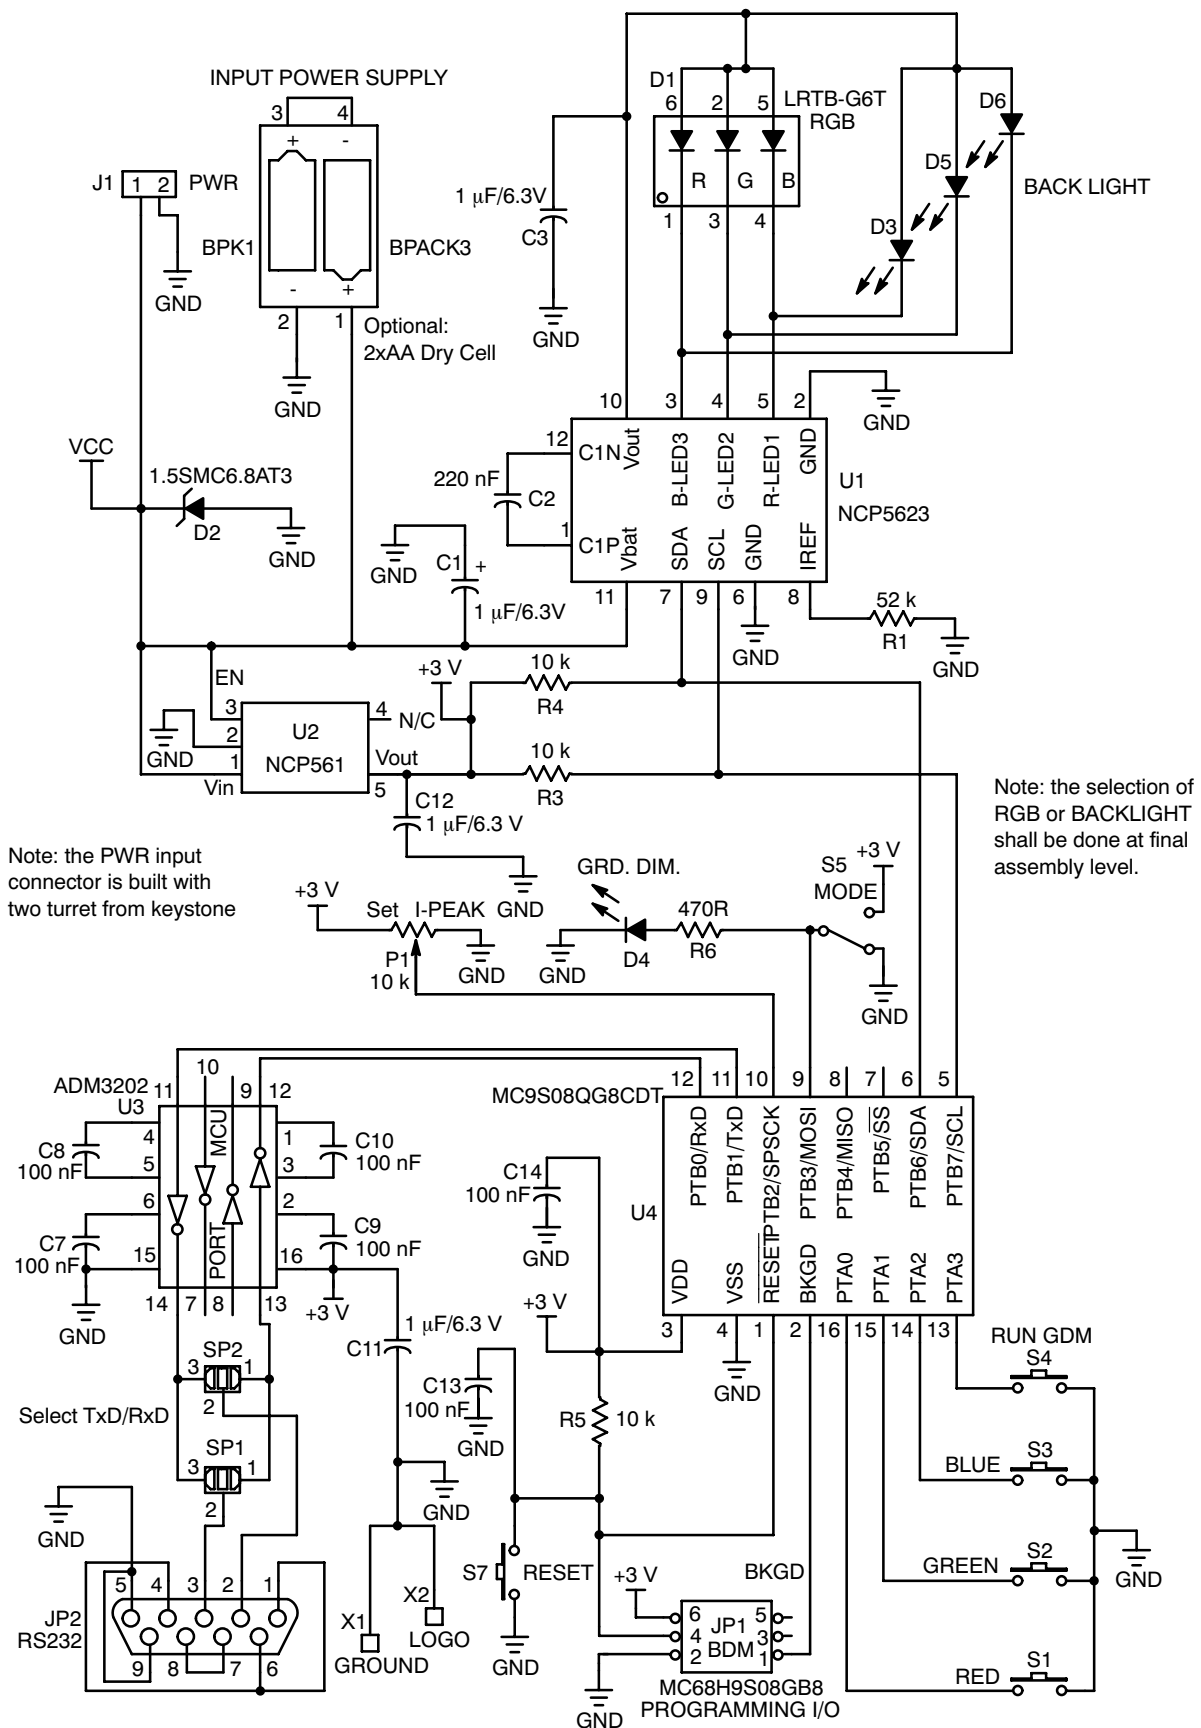 INPUT POWER SUPPLY
3 4
+ -
J1 1 2 PWR
BPK1 BPACK3
GND
- +
2 1
Optional:
2xAA Dry Cell
GND
1 µF/6.3V
C3
GND
D1
6 2 5
LRTB-G6T
RGB
R G B
1 3 4
D6
D5
D3
BACK LIGHT
VCC
1.5SMC6.8AT3
D2
GND
220 nF
C2
10 3 4 5 2
GND
12 C1N
1 C1P
Vout B-LED3 G-LED2 R-LED1 GND
Vbat SDA SCL GND IREF
U1
NCP5623
11 7 9 6 8
GND
C1 +
1 µF/6.3V
GND
52 k
R1
GND
EN
3
2
1
GND
Vin
U2
NCP561
4 N/C
Vout
5
+3 V
10 k
R4
10 k
R3
C12
1 µF/6.3 V
GND
Note: the selection of
RGB or BACKLIGHT
shall be done at final
assembly level.
Note: the PWR input
connector is built with
two turret from keystone
+3 V
Set I-PEAK
P1
10 k
GND
GRD. DIM.
GND
D4
470R
R6
S5
MODE
+3 V
GND
ADM3202
U3
11 10 9 12
4
5
6
15
1
3
2
16
MCU
PORT
14 7 8 13
C8
100 nF
C7
100 nF
GND
C10
100 nF
C9
100 nF
+3 V
1 µF/6.3 V
C11
MC9S08QG8CDT
12 11 10 9 8 7 6 5
PTB0/RxD PTB1/TxD PTB2/SPSCK PTB3/MOSI PTB4/MISO PTB5/SS PTB6/SDA PTB7/SCL
U4
VDD VSS RESET BKGD PTA0 PTA1 PTA2 PTA3
3 4 1 2 16 15 14 13
GND
C14
100 nF
GND
+3 V
C13
100 nF
GND
R5 10 k
SP2
3 1
2
Select TxD/RxD
SP1
3 1
2
GND
5 4 3 2 1
JP2
RS232
9 8 7 6
GND
X1
GROUND
X2
LOGO
S7 RESET
GND
+3 V
BKGD
6 5
4 JP1 3
2 BDM 1
GND
MC68H9S08GB8
PROGRAMMING I/O
RUN GDM
S4
BLUE S3
GREEN S2
GND
RED S1